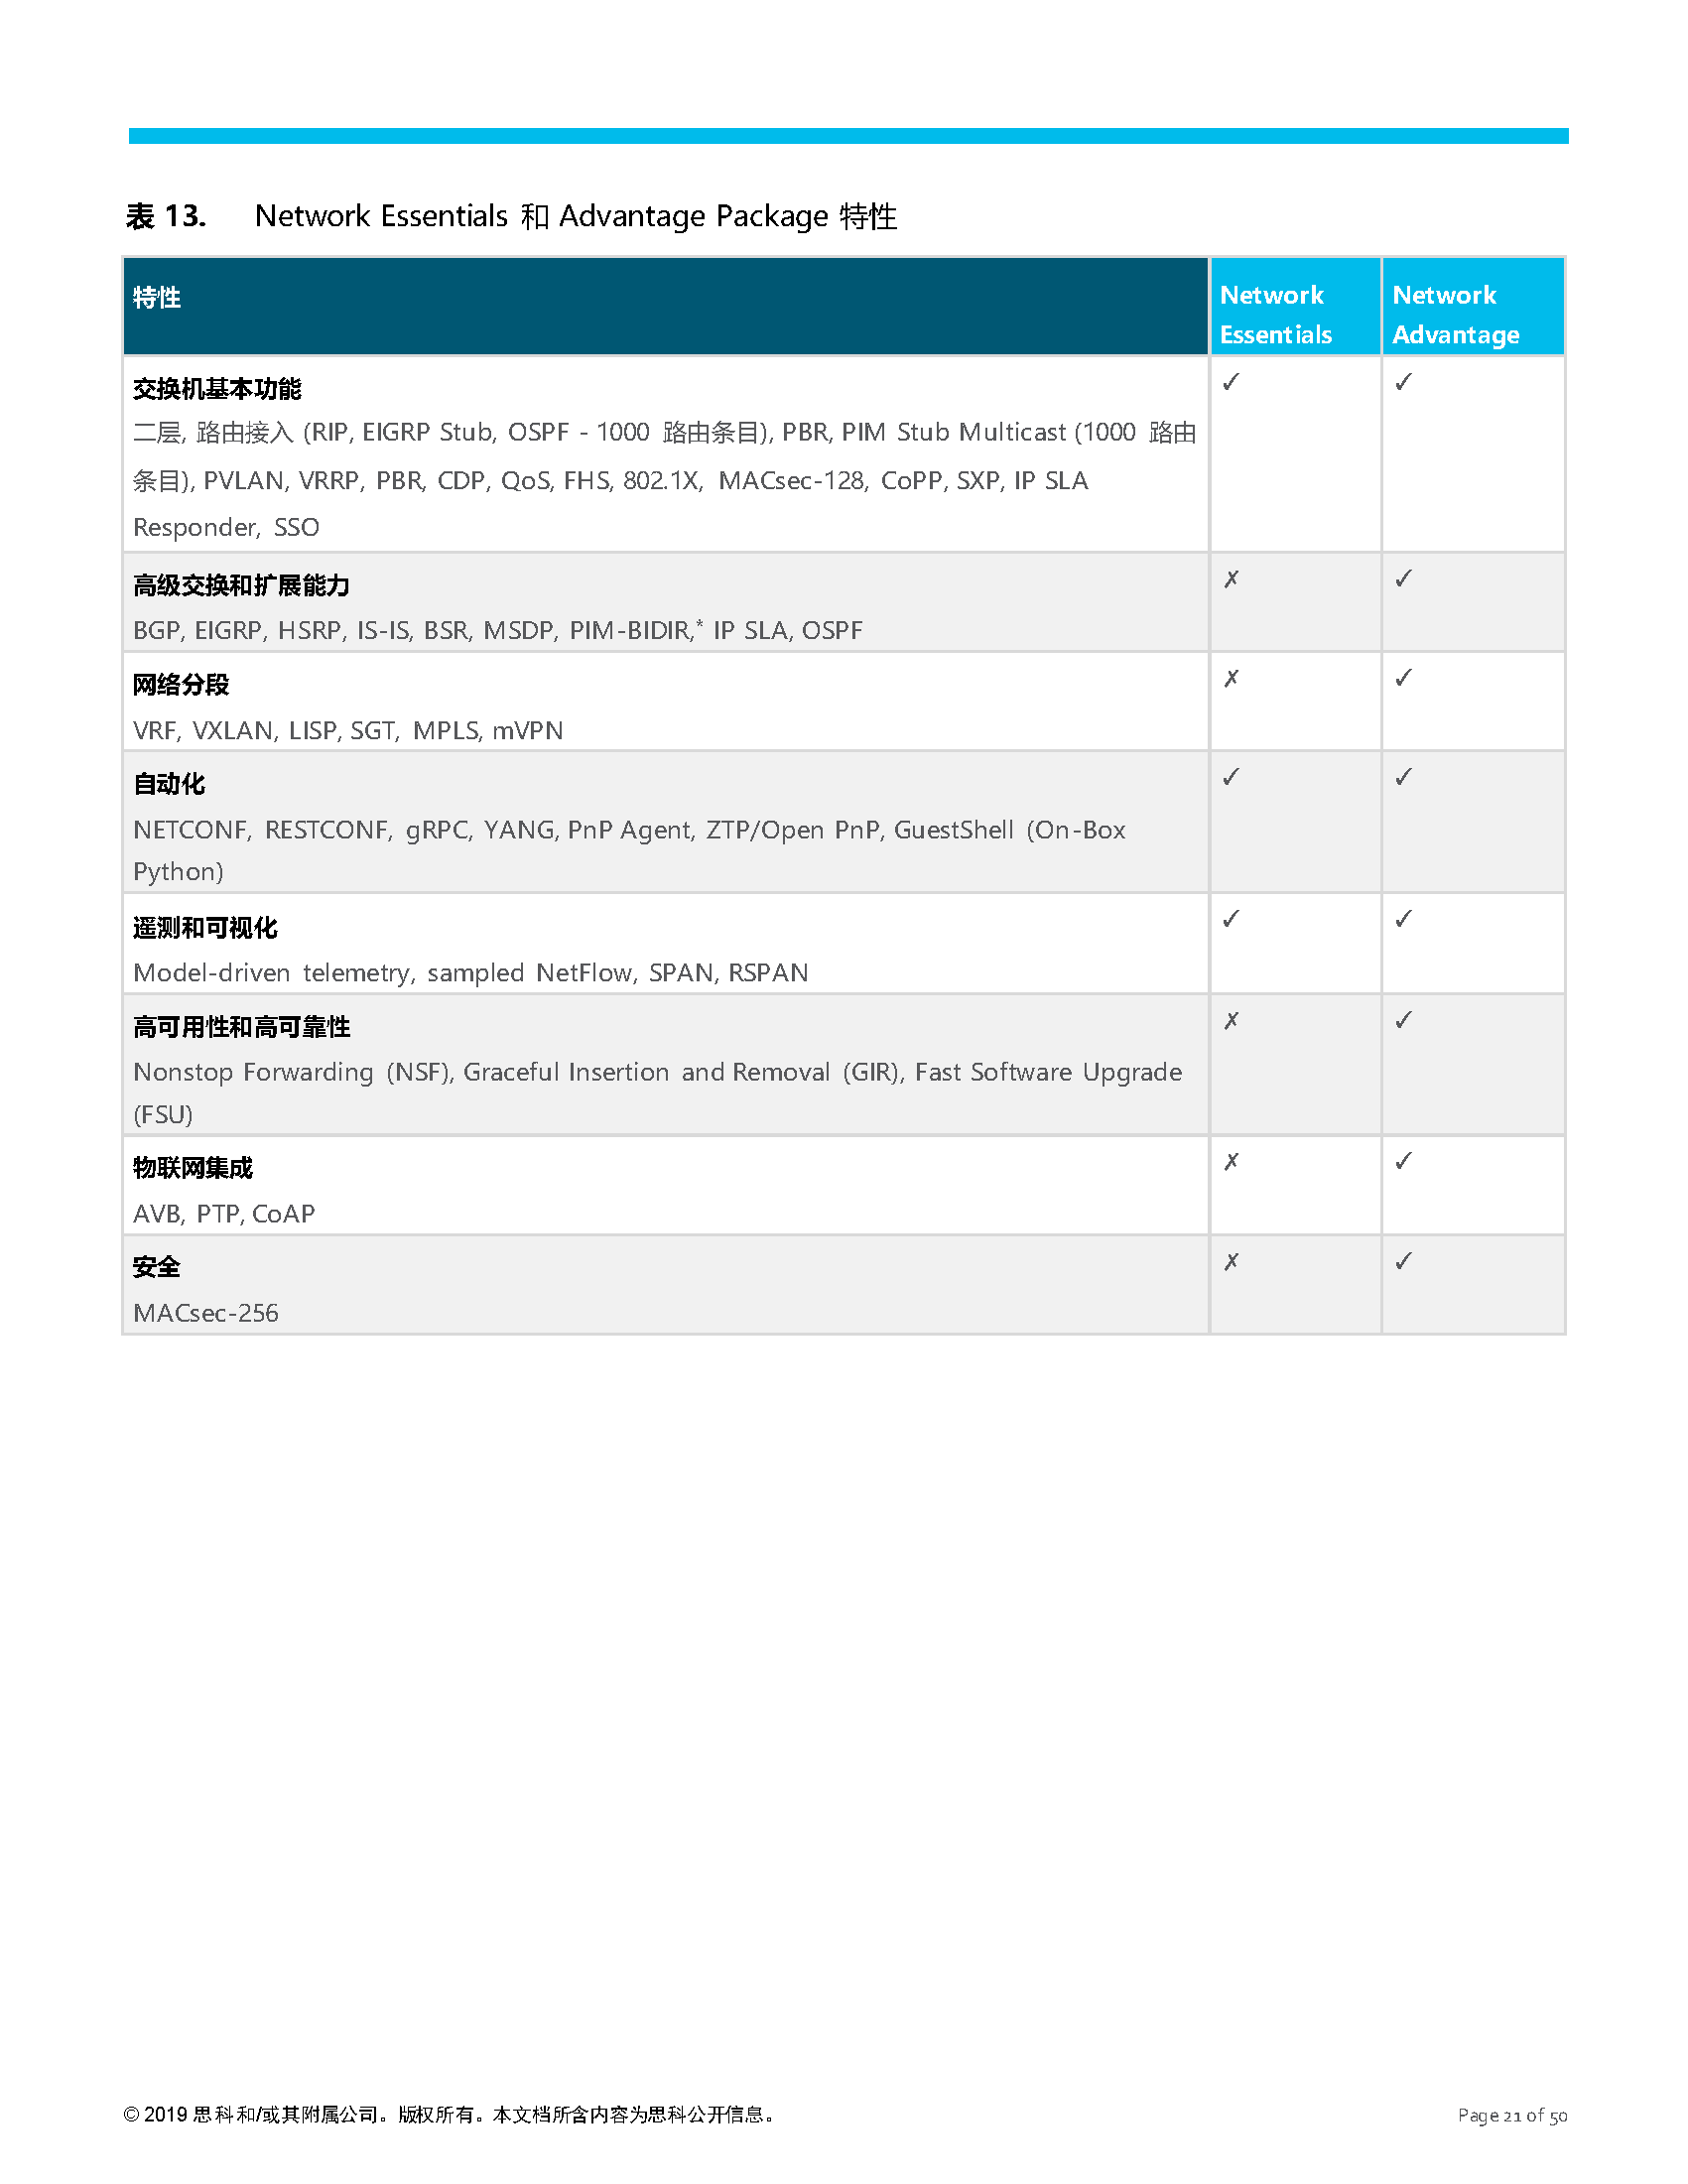 表 13. Network Essentials 和 Advantage Package 特性
特性
Network
Essentials
Network
Advantage
交换机基本功能
✓ ✓
二层, 路由接入 (RIP, EIGRP Stub, OSPF - 1000 路由条目), PBR, PIM Stub Multicast (1000 路由
条目), PVLAN, VRRP, PBR, CDP, QoS, FHS, 802.1X, MACsec-128, CoPP, SXP, IP SLA
Responder, SSO
高级交换和扩展能力
✗ ✓
BGP, EIGRP, HSRP, IS-IS, BSR, MSDP, PIM-BIDIR,* IP SLA, OSPF
网络分段
✗ ✓
VRF, VXLAN, LISP, SGT, MPLS, mVPN
自动化
✓ ✓
NETCONF, RESTCONF, gRPC, YANG, PnP Agent, ZTP/Open PnP, GuestShell (On-Box
Python)
遥测和可视化
✓ ✓
Model-driven telemetry, sampled NetFlow, SPAN, RSPAN
高可用性和高可靠性
✗ ✓
Nonstop Forwarding (NSF), Graceful Insertion and Removal (GIR), Fast Software Upgrade
(FSU)
物联网集成
✗ ✓
AVB, PTP, CoAP
安全
✗ ✓
MACsec-256
© 2019 思科和/或其附属公司。版权所有。本文档所含内容为思科公开信息。
Page 21 of 50